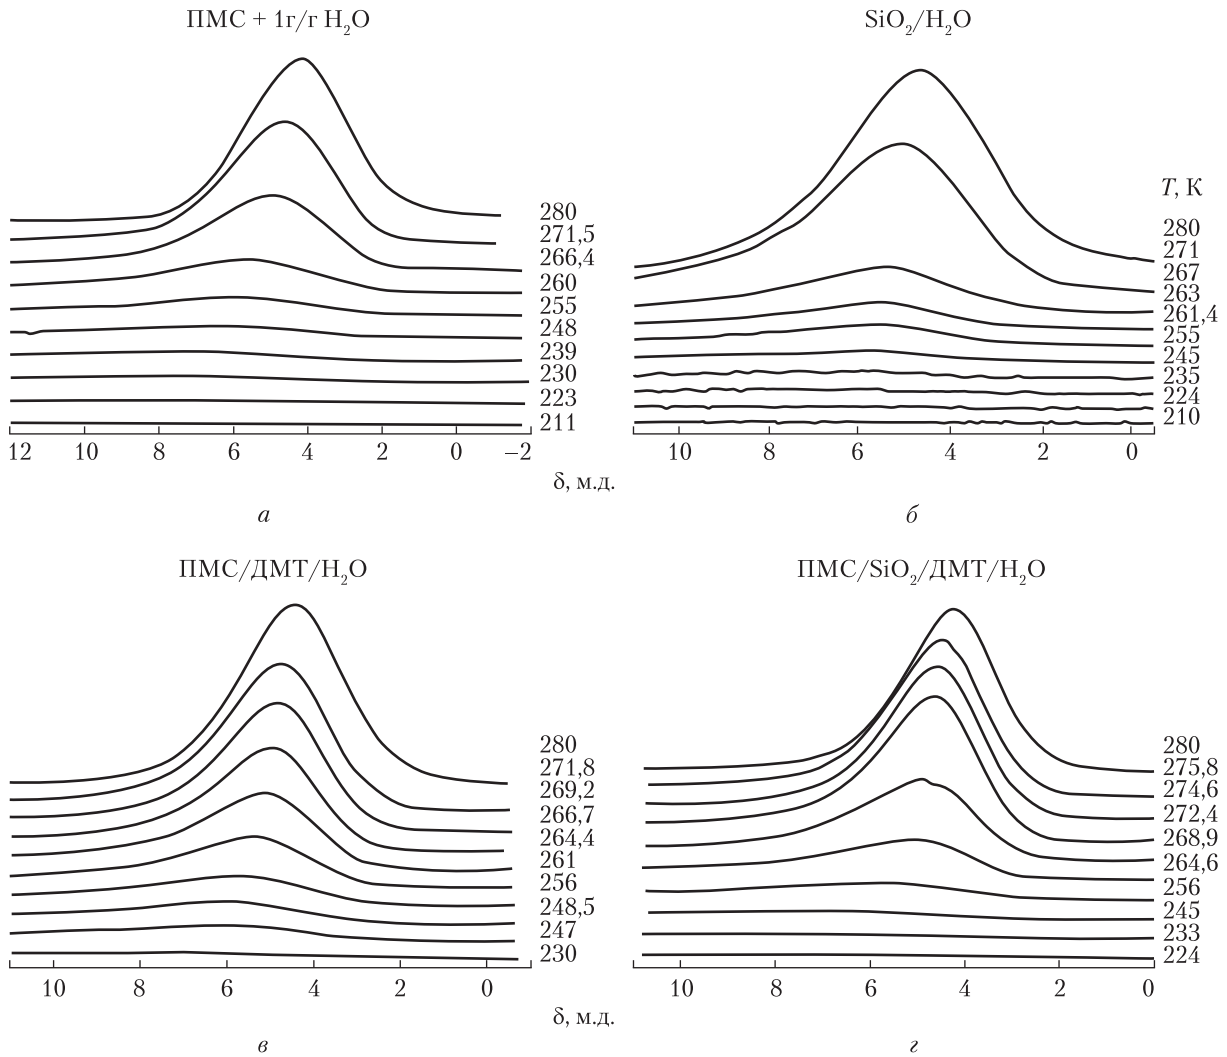 ПМС + 1г/г H₂O
280
271,5
266,4
260
255
248
239
230
223
211
12 10 8 6 4 2 0 –2
а
SiO₂/H₂O
T, К
280
271
267
263
261,4
255
245
235
224
210
10 8 6 4 2 0
δ, м.д.
б
ПМС/ДМТ/H₂O
280
271,8
269,2
266,7
264,4
261
256
248,5
247
230
10 8 6 4 2 0
в
ПМС/SiO₂/ДМТ/H₂O
280
275,8
274,6
272,4
268,9
264,6
256
245
233
224
10 8 6 4 2 0
δ, м.д.
г